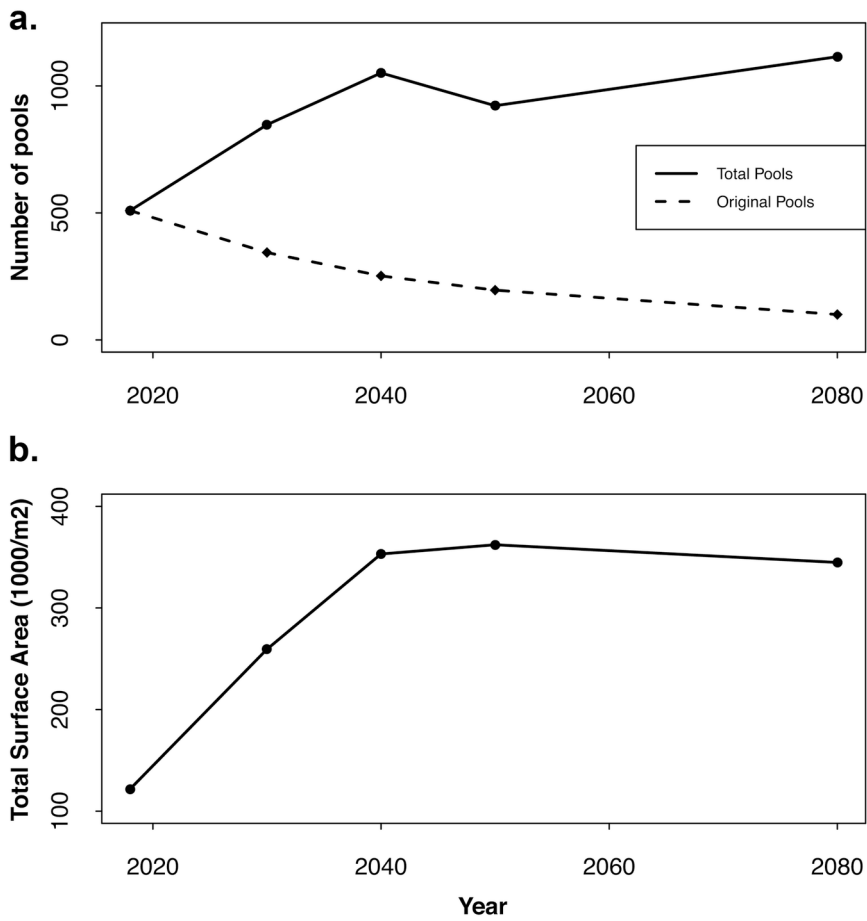 a.
Number of pools
1000
500
0
Total Pools
Original Pools
2020
2040
2060
2080
b.
Total Surface Area (1000/m2)
400
300
200
100
2020
2040
2060
2080
Year